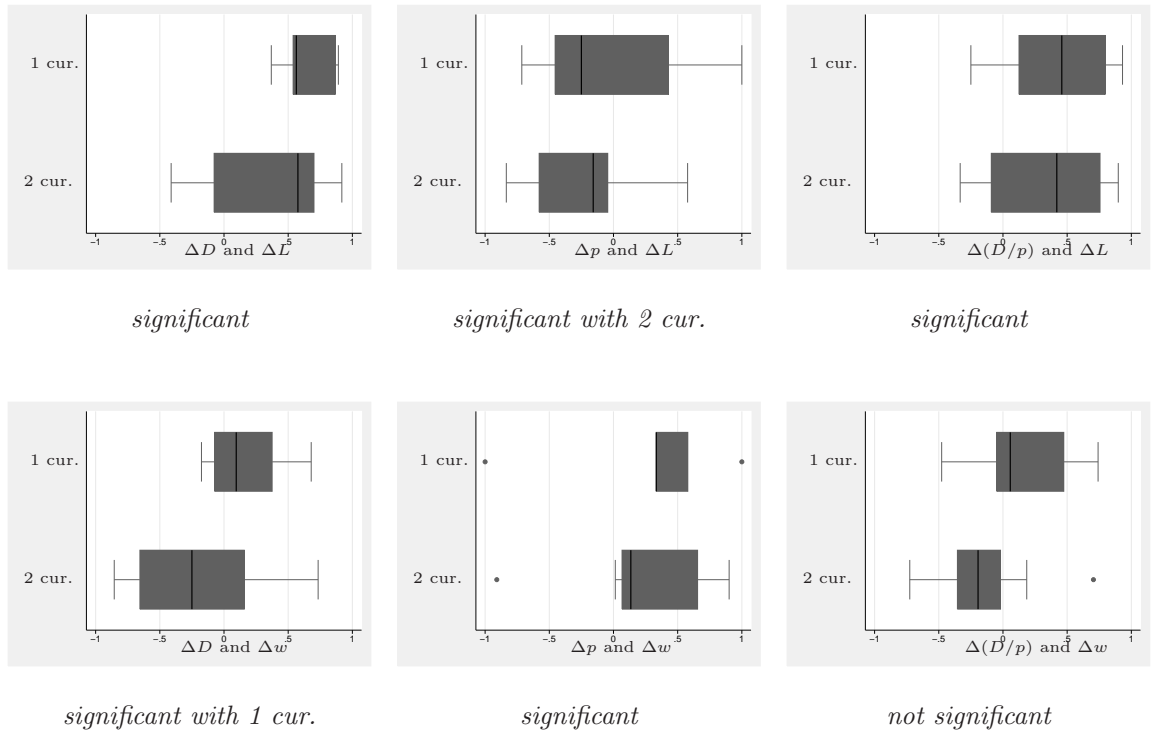 1 cur.
2 cur.
-1 -.5 0 .5 1
ΔD and ΔL
1 cur.
2 cur.
-1 -.5 0 .5 1
Δp and ΔL
1 cur.
2 cur.
-1 -.5 0 .5 1
Δ(D/p) and ΔL
significant
significant with 2 cur.
significant
1 cur.
2 cur.
-1 -.5 0 .5 1
ΔD and Δw
1 cur.
2 cur.
-1 -.5 0 .5 1
Δp and Δw
1 cur.
2 cur.
-1 -.5 0 .5 1
Δ(D/p) and Δw
significant with 1 cur.
significant
not significant